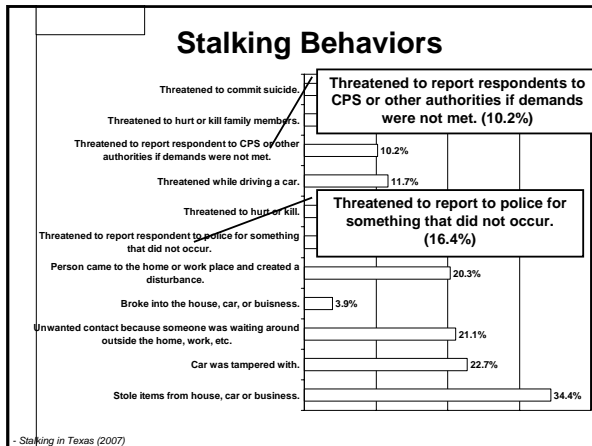 Stalking Behaviors
Threatened to report respondents to
CPS or other authorities if demands
were not met. (10.2%)
Threatened to commit suicide.
Threatened to hurt or kill family members.
Threatened to report respondent to CPS or other
authorities if demands were not met.
10.2%
Threatened while driving a car.
11.7%
Threatened to report to police for
something that did not occur.
(16.4%)
Threatened to hurt or kill.
Threatened to report respondent to police for something
that did not occur.
Person came to the home or work place and created a
disturbance.
20.3%
Broke into the house, car, or buisness.
3.9%
Unwanted contact because someone was waiting around
outside the home, work, etc.
21.1%
Car was tampered with.
22.7%
Stole items from house, car or business.
34.4%
- Stalking in Texas (2007)